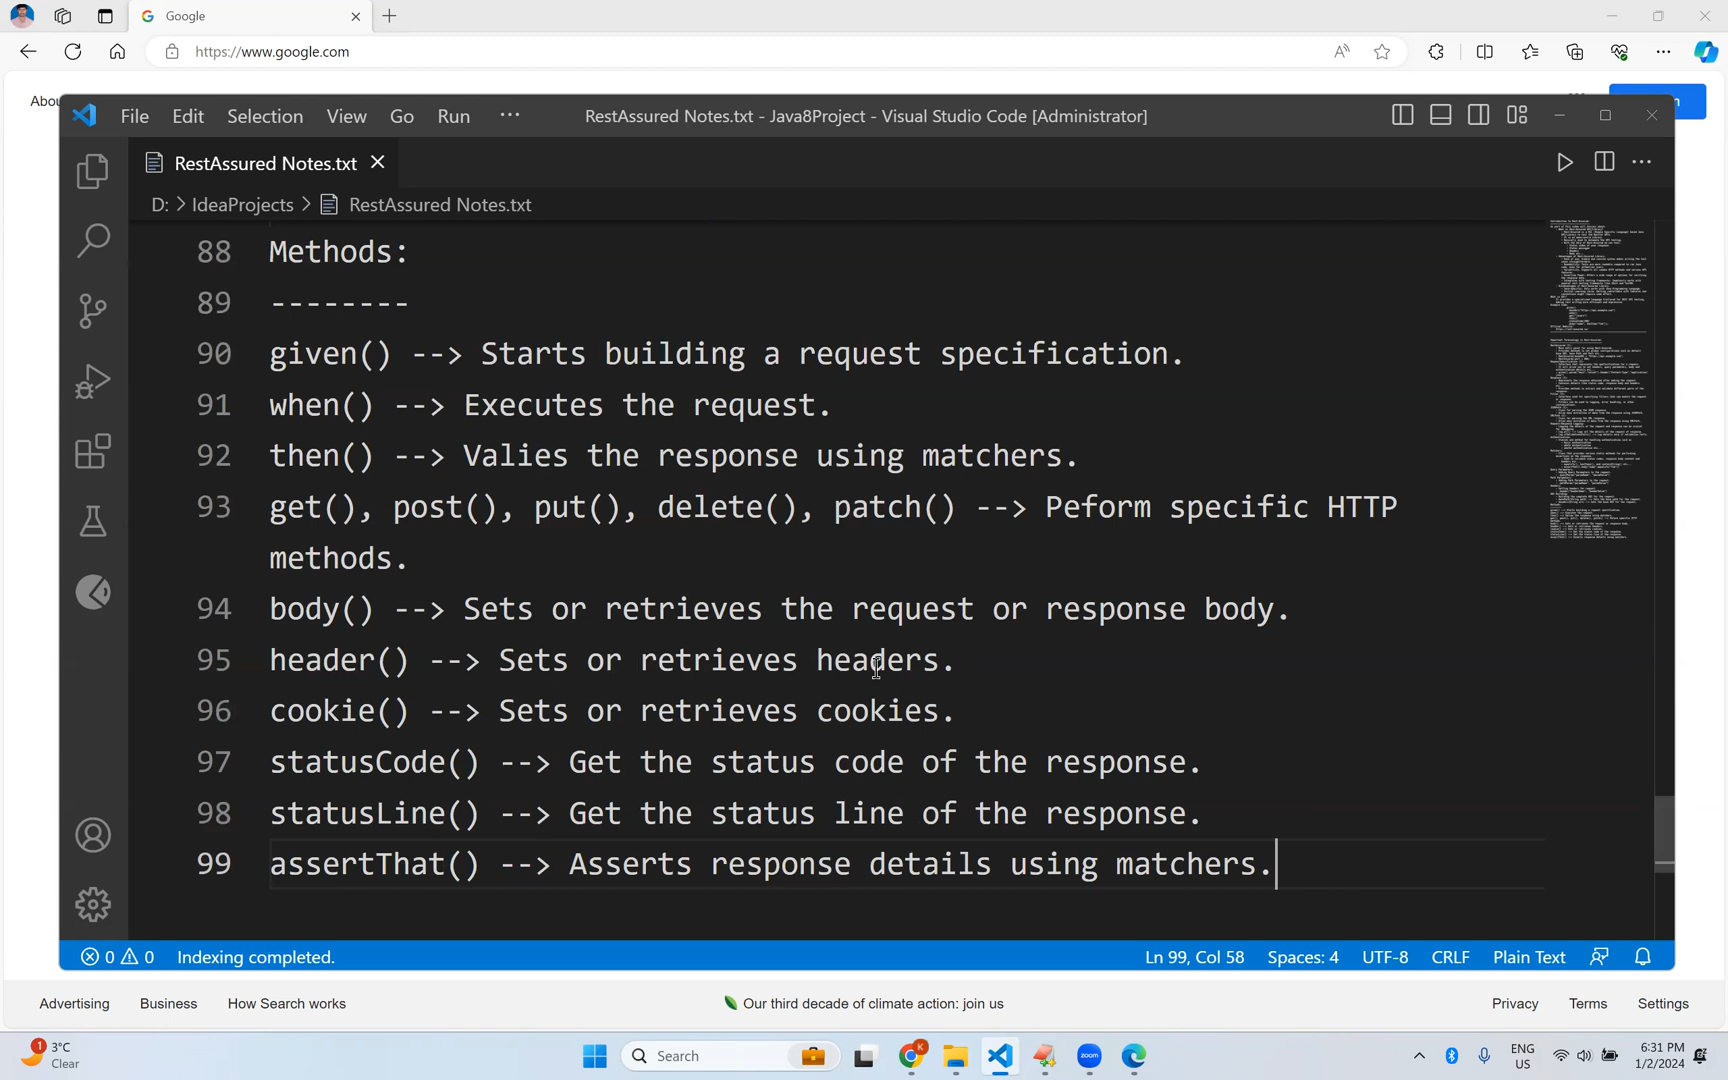 Google
https://www.google.com
Abou
File Edit Selection View Go Run ... RestAssured Notes.txt - Java8Project - Visual Studio Code [Administrator]
RestAssured Notes.txt
D: > IdeaProjects > RestAssured Notes.txt
88 Methods:
89 --------
90 given() --> Starts building a request specification.
91 when() --> Executes the request.
92 then() --> Valies the response using matchers.
93 get(), post(), put(), delete(), patch() --> Peform specific HTTP
methods.
94 body() --> Sets or retrieves the request or response body.
95 header() --> Sets or retrieves headers.
96 cookie() --> Sets or retrieves cookies.
97 statusCode() --> Get the status code of the response.
98 statusLine() --> Get the status line of the response.
99 assertThat() --> Asserts response details using matchers.
0 0 Indexing completed. Ln 99, Col 58 Spaces: 4 UTF-8 CRLF Plain Text
Advertising Business How Search works Our third decade of climate action: join us Privacy Terms Settings
1 3°C
Clear
Search
K
zoom
ENG
US
6:31 PM
1/2/2024